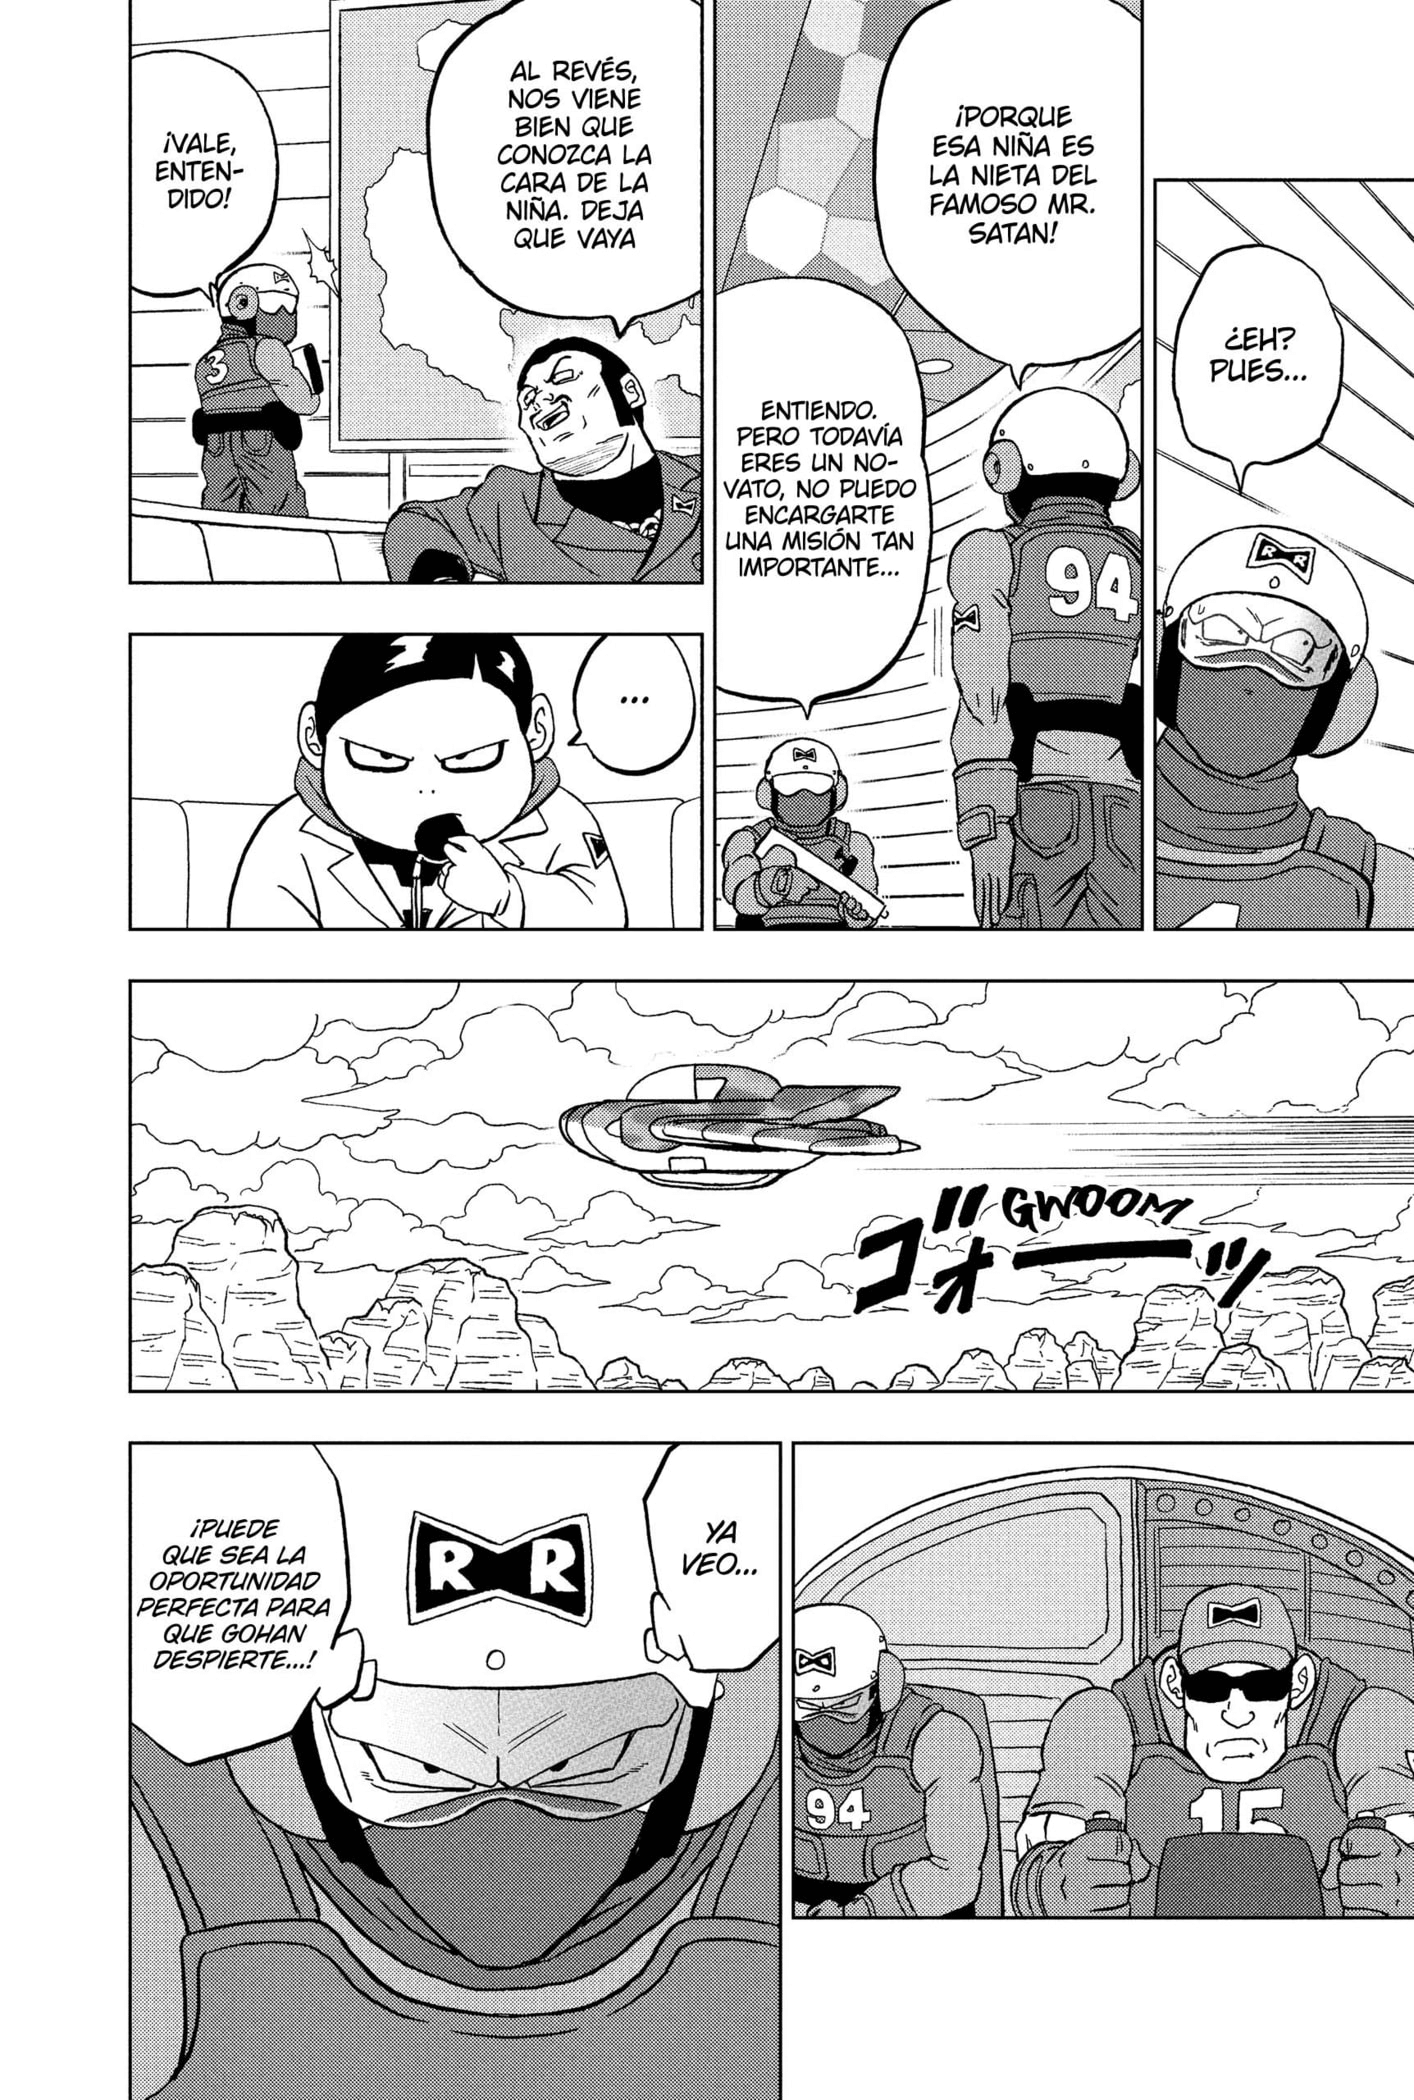 ¿EH?
PUES...
R R
¡PORQUE
ESA NIÑA ES
LA NIETA DEL
FAMOSO MR.
SATAN!
94
ENTIENDO.
PERO TODAVÍA
ERES UN NO-
VATO, NO PUEDO
ENCARGARTE
UNA MISIÓN TAN
IMPORTANTE...
AL REVÉS,
NOS VIENE
BIEN QUE
CONOZCA LA
CARA DE LA
NIÑA. DEJA
QUE VAYA
¡VALE,
ENTEN-
DIDO!
3
...
GWOOM
ゴォーーッ
94
15
YA
VEO...
R R
¡PUEDE
QUE SEA LA
OPORTUNIDAD
PERFECTA PARA
QUE GOHAN
DESPIERTE...!